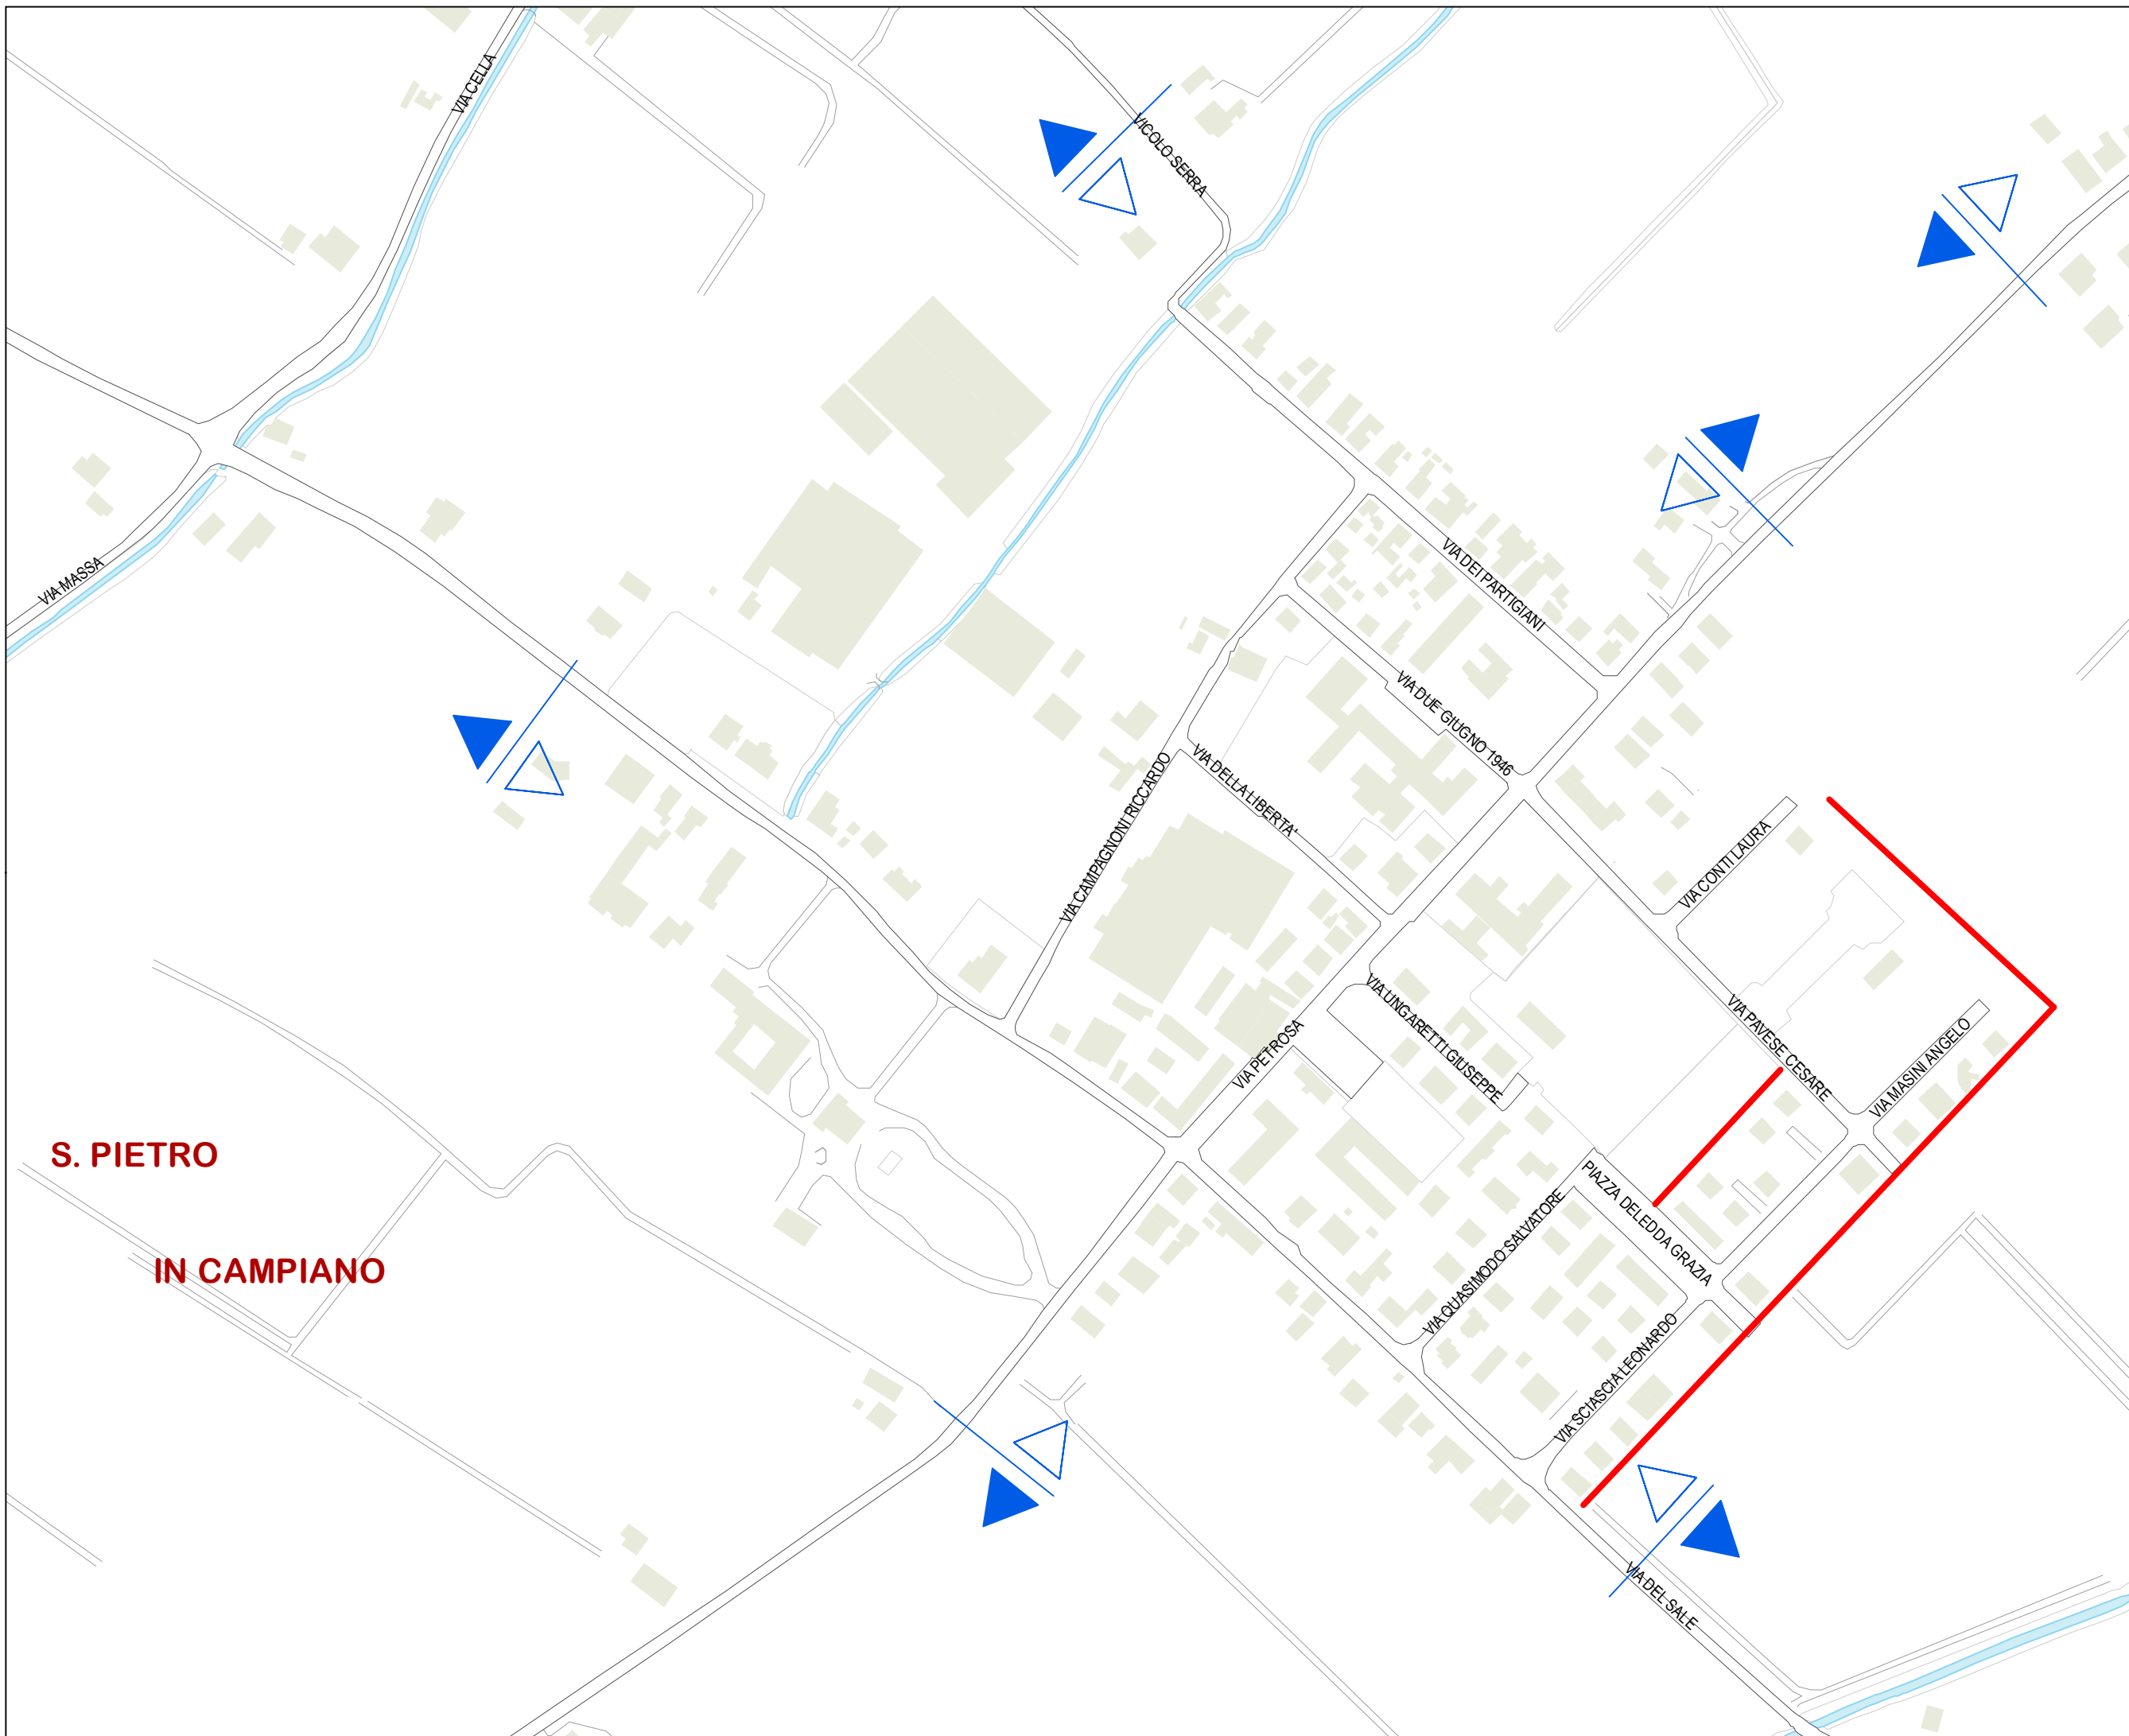 VIA CELLA
VICOLO SERRA
VIA MASSA
VIA DEI PARTIGIANI
VIA DUE GIUGNO 1946
VIA DELLA LIBERTA'
VIA CAMPAGNONI RICCARDO
VIA CONTI LAURA
VIA UNGARETTI GIUSEPPE
VIA PETROSA
VIA PAVESE CESARE
VIA MASINI ANGELO
S. PIETRO
IN CAMPIANO
PIAZZA DELEDDA GRAZIA
VIA QUASIMODO SALVATORE
VIA SCIASCIA LEONARDO
VIA DEL SALE